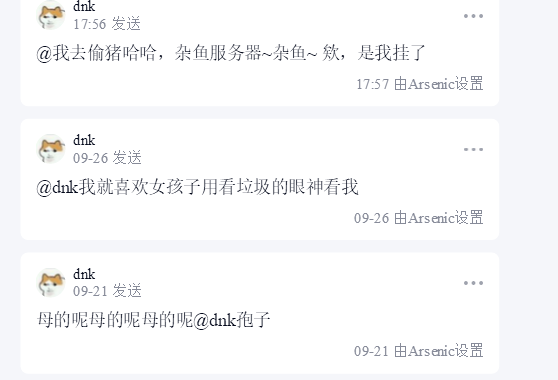 dnk
17:56 发送
@我去偷猪哈哈，杂鱼服务器~杂鱼~ 欸，是我挂了
17:57 由Arsenic设置
dnk
09-26 发送
@dnk我就喜欢女孩子用看垃圾的眼神看我
09-26 由Arsenic设置
dnk
09-21 发送
母的呢母的呢母的呢@dnk孢子
09-21 由Arsenic设置